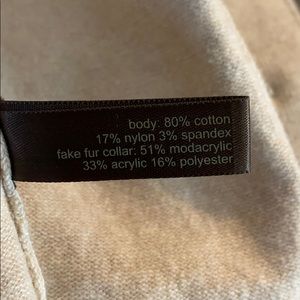 body: 80% cotton
17% nylon 3% spandex
fake fur collar: 51% modacrylic
33% acrylic 16% polyester